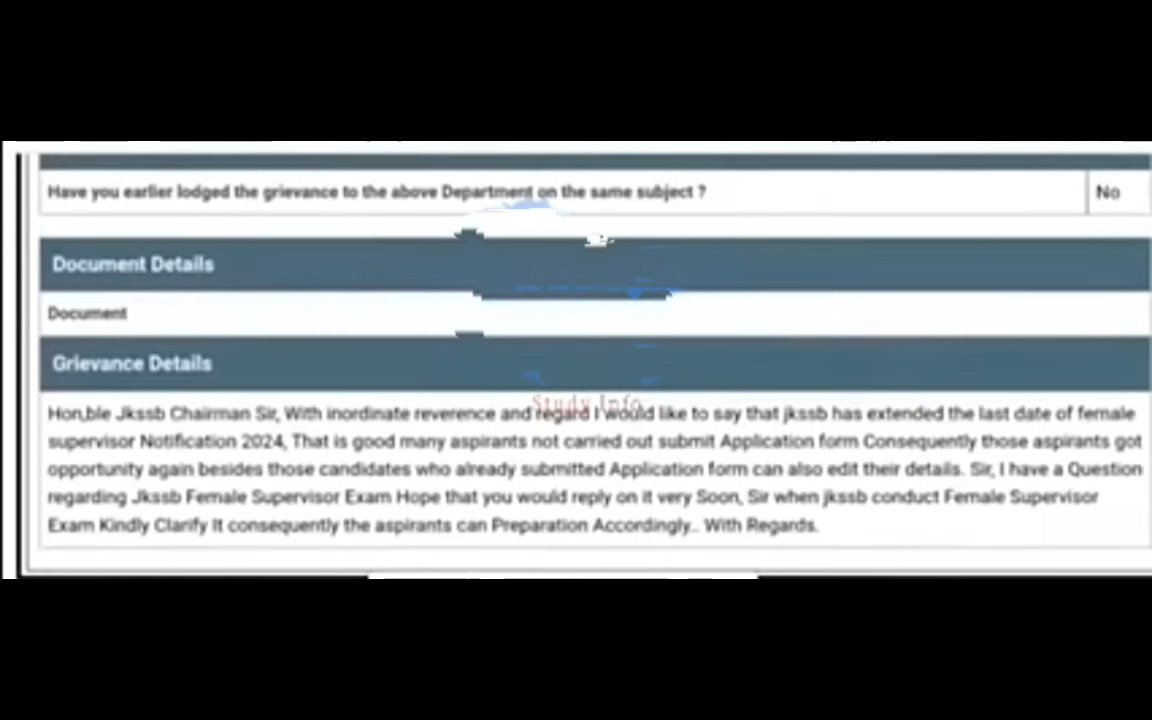 Have you earlier lodged the grievance to the above Department on the same subject ? No
Document Details
Document
Grievance Details
Study Info
Hon,ble Jkssb Chairman Sir, With inordinate reverence and regard I would like to say that jkssb has extended the last date of female
supervisor Notification 2024, That is good many aspirants not carried out submit Application form Consequently those aspirants got
opportunity again besides those candidates who already submitted Application form can also edit their details. Sir, I have a Question
regarding Jkssb Female Supervisor Exam Hope that you would reply on it very Soon, Sir when jkssb conduct Female Supervisor
Exam Kindly Clarify It consequently the aspirants can Preparation Accordingly.. With Regards.